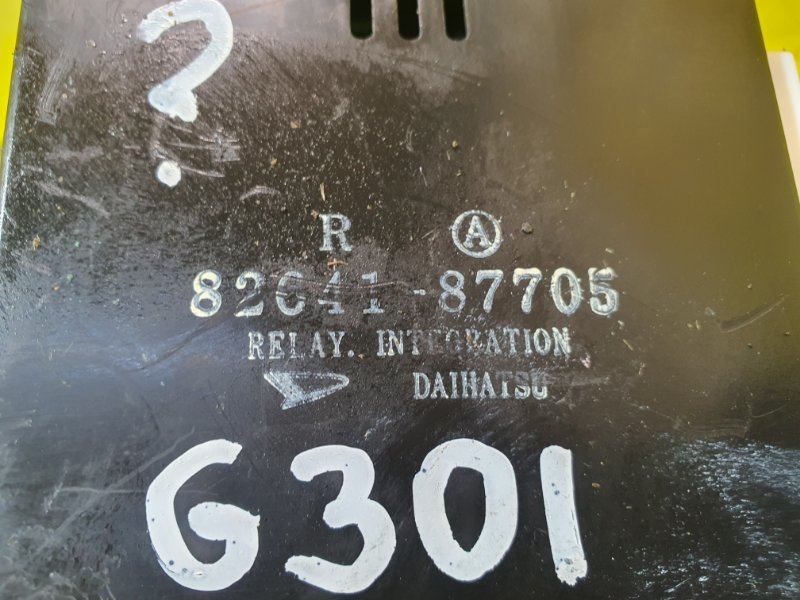 ?
R Ⓐ
82641-87705
RELAY. INTEGRATION
DAIHATSU
G301